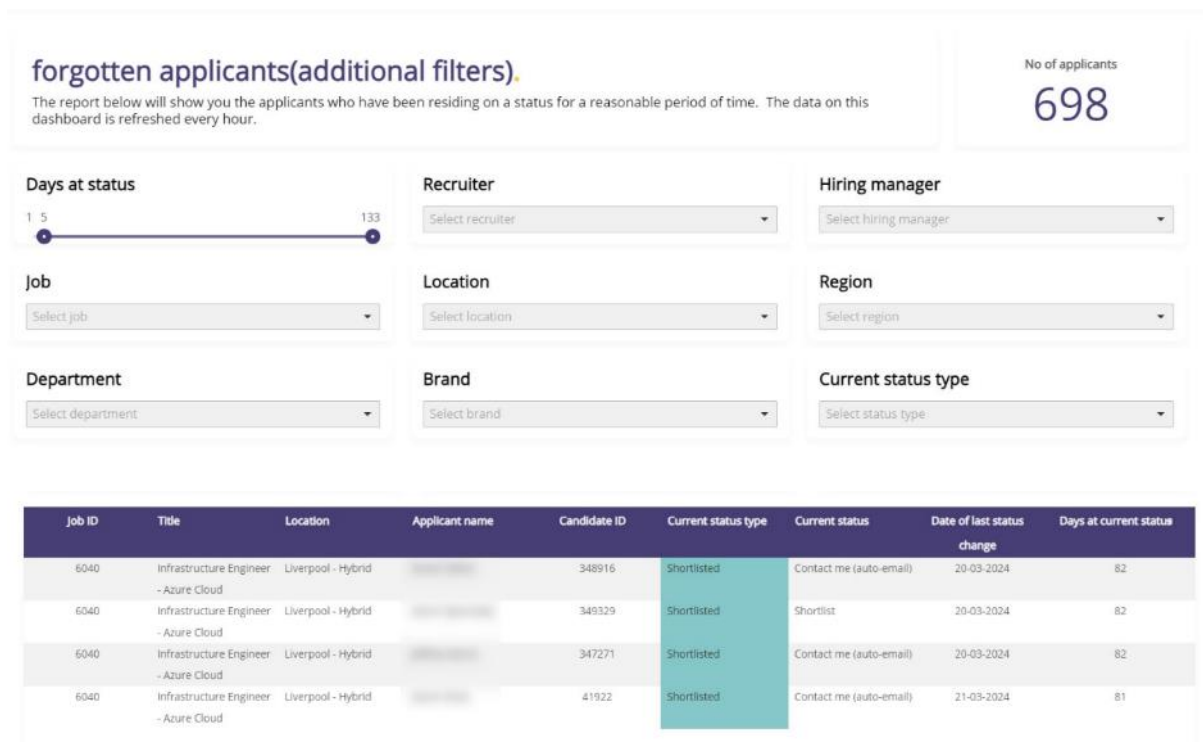 forgotten applicants(additional filters).
No of applicants
698
The report below will show you the applicants who have been residing on a status for a reasonable period of time. The data on this
dashboard is refreshed every hour.
Days at status
Recruiter
Hiring manager
1 5 133
Select recruiter
Select hiring manager
Job
Location
Region
Select job
Select location
Select region
Department
Brand
Current status type
Select department
Select brand
Select status type
Job ID Title Location Applicant name Candidate ID Current status type Current status Date of last status Days at current status
change
6040 Infrastructure Engineer Liverpool - Hybrid 348916 Shortlisted Contact me (auto-email) 20-03-2024 82
- Azure Cloud
6040 Infrastructure Engineer Liverpool - Hybrid 349329 Shortlisted Shortlist 20-03-2024 82
- Azure Cloud
6040 Infrastructure Engineer Liverpool - Hybrid 347271 Shortlisted Contact me (auto-email) 20-03-2024 82
- Azure Cloud
6040 Infrastructure Engineer Liverpool - Hybrid 41922 Shortlisted Contact me (auto-email) 21-03-2024 81
- Azure Cloud